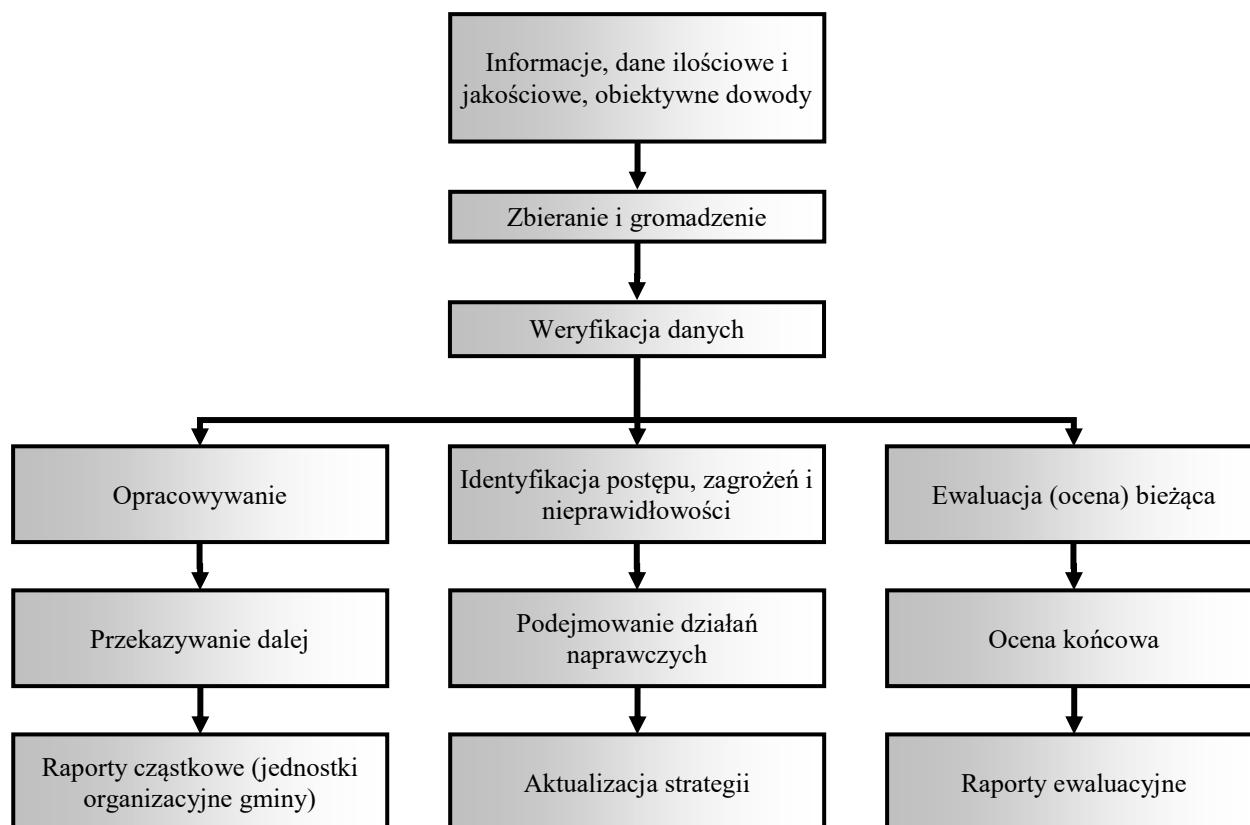 Informacje, dane ilościowe i
jakościowe, obiektywne dowody
Zbieranie i gromadzenie
Weryfikacja danych
Opracowywanie
Identyfikacja postępu, zagrożeń i
nieprawidłowości
Ewaluacja (ocena) bieżąca
Przekazywanie dalej
Podejmowanie działań
naprawczych
Ocena końcowa
Raporty cząstkowe (jednostki
organizacyjne gminy)
Aktualizacja strategii
Raporty ewaluacyjne